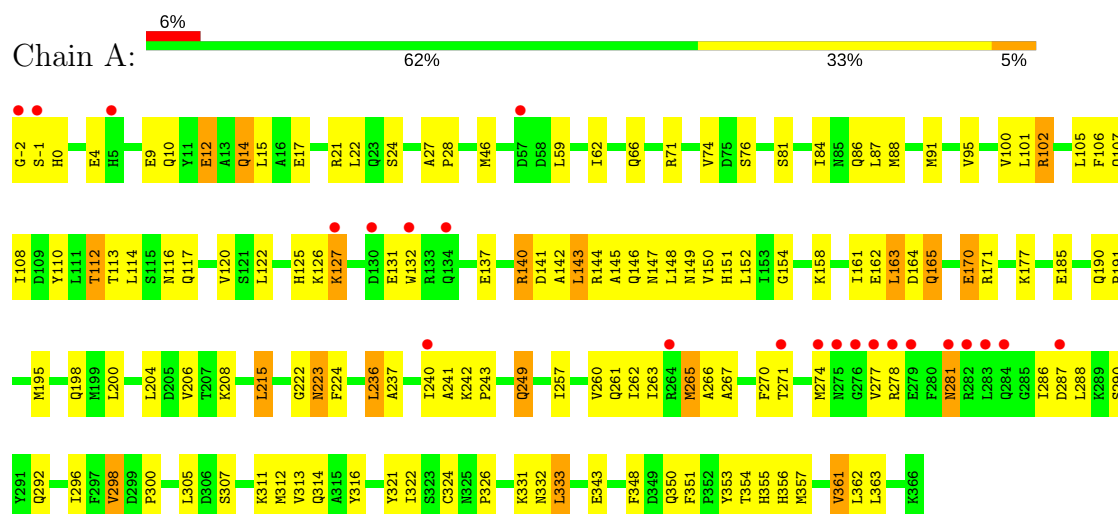 6%
Chain A:
62% 33% 5%
G-2 S-1 H0 E4 H5 E9 Q10 Y11 E12 A13 Q14 L15 A16 E17 R21 L22 Q23 S24 A27 P28 M46 D57 D58 L59 I62 Q66 R71 V74 D75 S76 S81 I84 N85 Q86 L87 M88 M91 V95 V100 L101 R102 L105 F106
I108 D109 Y110 L111 T112 T113 L114 S115 N116 Q117 V120 S121 L122 H125 K126 K127 D130 E131 W132 R133 Q134 E137 R140 D141 A142 L143 R144 A145 Q146 N147 L148 N149 V150 H151 L152 I153 G154 K158 I161 E162 L163 D164 Q165 E170 R171 K177 E185 Q190
M195 Q198 M199 L200 L204 D205 V206 T207 K208 L215 G222 N223 F224 L236 A237 I240 A241 K242 P243 Q249 I257 V260 Q261 I262 I263 R264 M265 A266 A267 F270 T271 M274 N275 G276 V277 R278 E279 F280 N281 R282 L283 Q284 G285 I286 D287 L288 K289 S290
Y291 Q292 I296 F297 V298 D299 P300 L305 D306 S307 K311 M312 V313 Q314 A315 Y316 Y321 I322 S323 C324 N325 P326 K331 N332 L333 E343 F348 D349 Q350 F351 P352 Y353 T354 H355 H356 M357 V361 L362 L363 K366